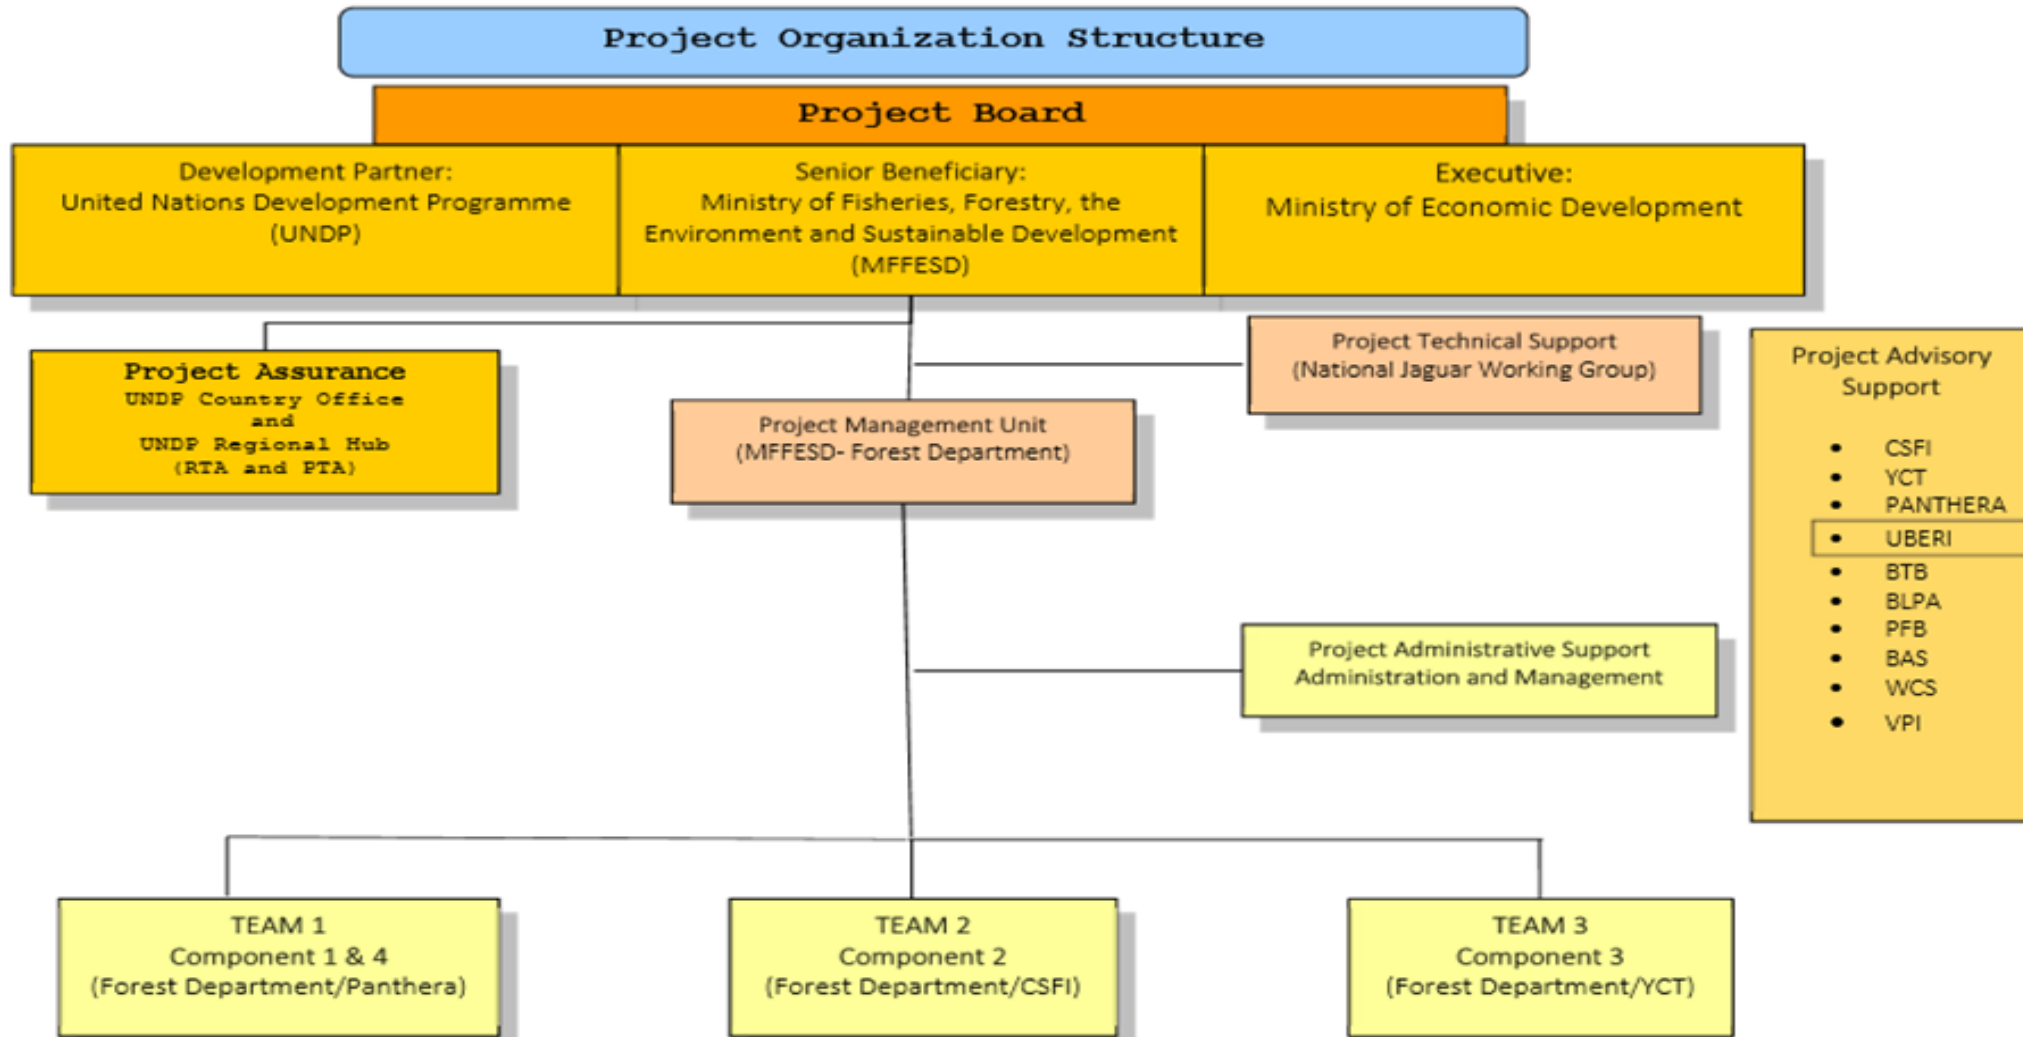 Project Organization Structure
Project Board
Development Partner:
United Nations Development Programme
(UNDP)
Senior Beneficiary:
Ministry of Fisheries, Forestry, the
Environment and Sustainable Development
(MFFESD)
Executive:
Ministry of Economic Development
Project Assurance
UNDP Country Office
and
UNDP Regional Hub
(RTA and PTA)
Project Management Unit
(MFFESD- Forest Department)
Project Technical Support
(National Jaguar Working Group)
Project Advisory
Support
• CSFI
• YCT
• PANTHERA
• UBERI
• BTB
• BLPA
• PFB
• BAS
• WCS
• VPI
Project Administrative Support
Administration and Management
TEAM 1
Component 1 & 4
(Forest Department/Panthera)
TEAM 2
Component 2
(Forest Department/CSFI)
TEAM 3
Component 3
(Forest Department/YCT)